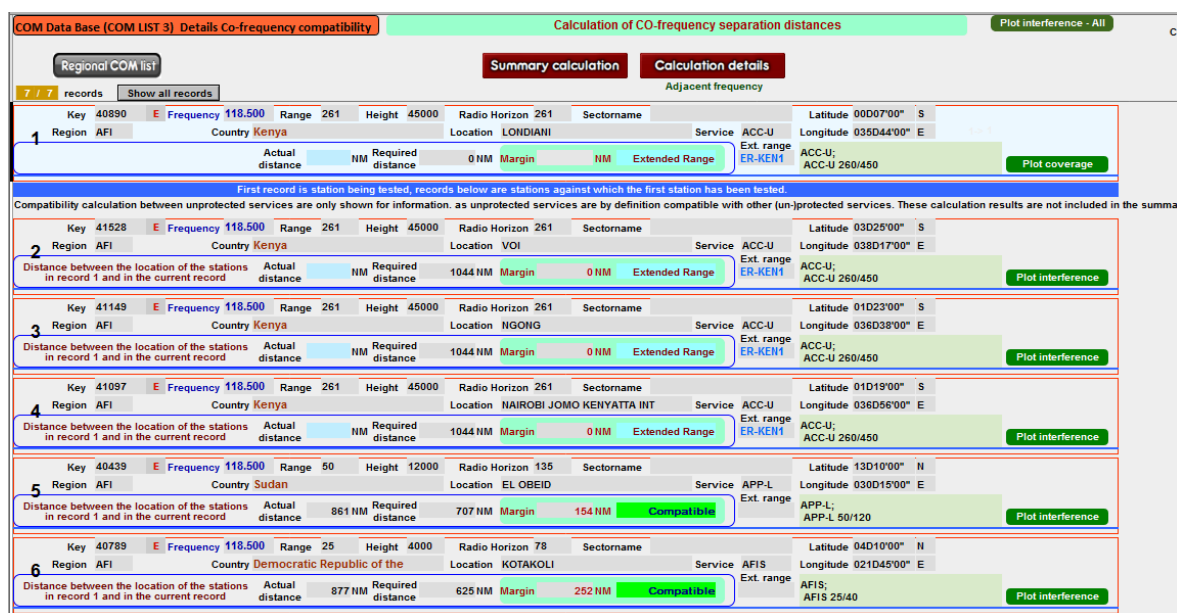 COM Data Base (COM LIST 3) Details Co-frequency compatibility Calculation of CO-frequency separation distances Plot interference - All
C
Regional COM list Summary calculation Calculation details
Adjacent frequency
7 / 7 records Show all records
Key 40890 E Frequency 118.500 Range 261 Height 45000 Radio Horizon 261 Sectorname Latitude 00D07'00" S
1 Region AFI Country Kenya Location LONDIANI Service ACC-U Longitude 035D44'00" E
Actual distance NM Required distance 0 NM Margin NM Extended Range Ext. range ER-KEN1 ACC-U; ACC-U 260/450 Plot coverage
First record is station being tested, records below are stations against which the first station has been tested.
Compatibility calculation between unprotected services are only shown for information. as unprotected services are by definition compatible with other (un-)protected services. These calculation results are not included in the summa
Key 41528 E Frequency 118.500 Range 261 Height 45000 Radio Horizon 261 Sectorname Latitude 03D25'00" S
2 Region AFI Country Kenya Location VOI Service ACC-U Longitude 038D17'00" E
Distance between the location of the stations in record 1 and in the current record Actual distance NM Required distance 1044 NM Margin 0 NM Extended Range Ext. range ER-KEN1 ACC-U; ACC-U 260/450 Plot interference
Key 41149 E Frequency 118.500 Range 261 Height 45000 Radio Horizon 261 Sectorname Latitude 01D23'00" S
3 Region AFI Country Kenya Location NGONG Service ACC-U Longitude 036D38'00" E
Distance between the location of the stations in record 1 and in the current record Actual distance NM Required distance 1044 NM Margin 0 NM Extended Range Ext. range ER-KEN1 ACC-U; ACC-U 260/450 Plot interference
Key 41097 E Frequency 118.500 Range 261 Height 45000 Radio Horizon 261 Sectorname Latitude 01D19'00" S
4 Region AFI Country Kenya Location NAIROBI JOMO KENYATTA INT Service ACC-U Longitude 036D56'00" E
Distance between the location of the stations in record 1 and in the current record Actual distance NM Required distance 1044 NM Margin 0 NM Extended Range Ext. range ER-KEN1 ACC-U; ACC-U 260/450 Plot interference
Key 40439 E Frequency 118.500 Range 50 Height 12000 Radio Horizon 135 Sectorname Latitude 13D10'00" N
5 Region AFI Country Sudan Location EL OBEID Service APP-L Longitude 030D15'00" E
Distance between the location of the stations in record 1 and in the current record Actual distance 861 NM Required distance 707 NM Margin 154 NM Compatible Ext. range APP-L; APP-L 50/120 Plot interference
Key 40789 E Frequency 118.500 Range 25 Height 4000 Radio Horizon 78 Sectorname Latitude 04D10'00" N
6 Region AFI Country Democratic Republic of the Location KOTAKOLI Service AFIS Longitude 021D45'00" E
Distance between the location of the stations in record 1 and in the current record Actual distance 877 NM Required distance 625 NM Margin 252 NM Compatible Ext. range AFIS; AFIS 25/40 Plot interference